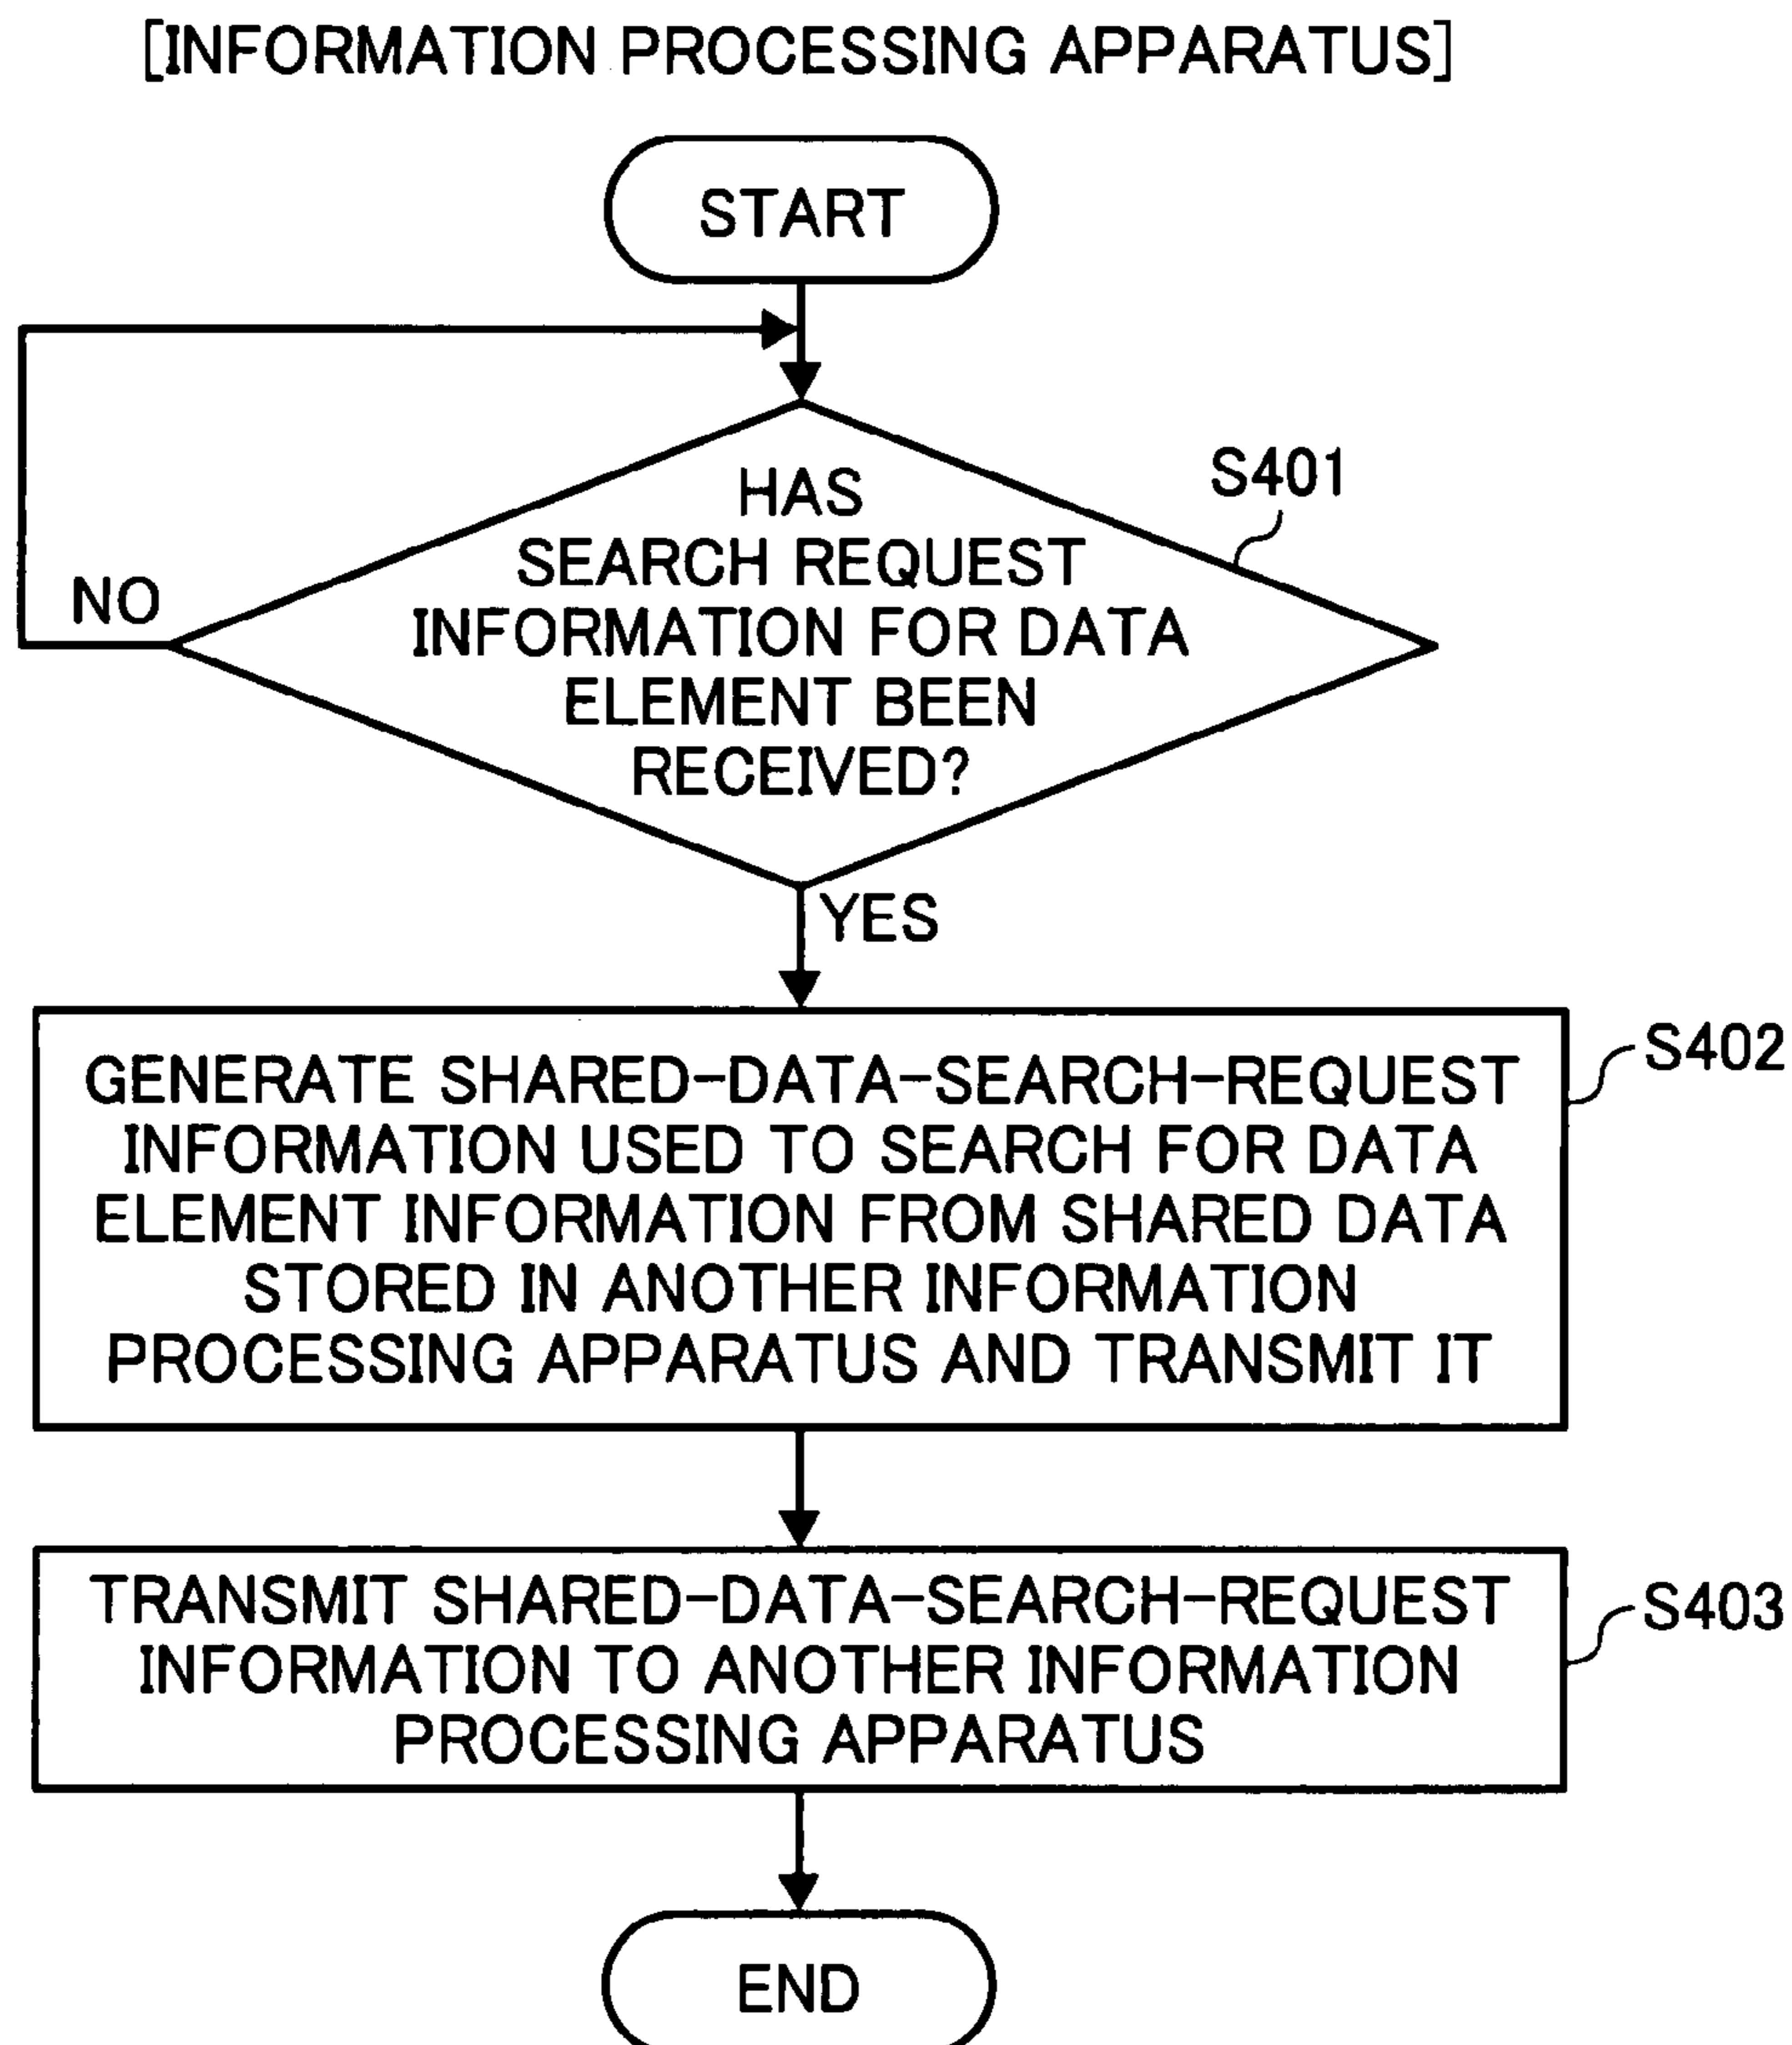 [INFORMATION PROCESSING APPARATUS]
START
HAS
SEARCH REQUEST
INFORMATION FOR DATA
ELEMENT BEEN
RECEIVED?
S401
NO
YES
GENERATE SHARED-DATA-SEARCH-REQUEST
INFORMATION USED TO SEARCH FOR DATA
ELEMENT INFORMATION FROM SHARED DATA
STORED IN ANOTHER INFORMATION
PROCESSING APPARATUS AND TRANSMIT IT
S402
TRANSMIT SHARED-DATA-SEARCH-REQUEST
INFORMATION TO ANOTHER INFORMATION
PROCESSING APPARATUS
S403
END